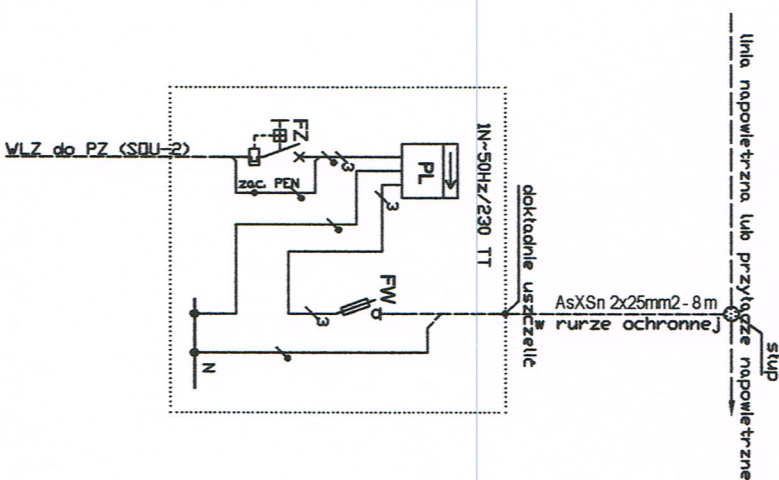 linia napowietrzna lub przyłącze napowietrzne
słup
AsXSn 2x25mm2 - 8 m
w rurze ochronnej
dokładnie uszczelić
1N~50Hz/230 TT
PL
FZ
3
3
WLZ do PZ (SOU-2)
zac. PEN
FW
3
N